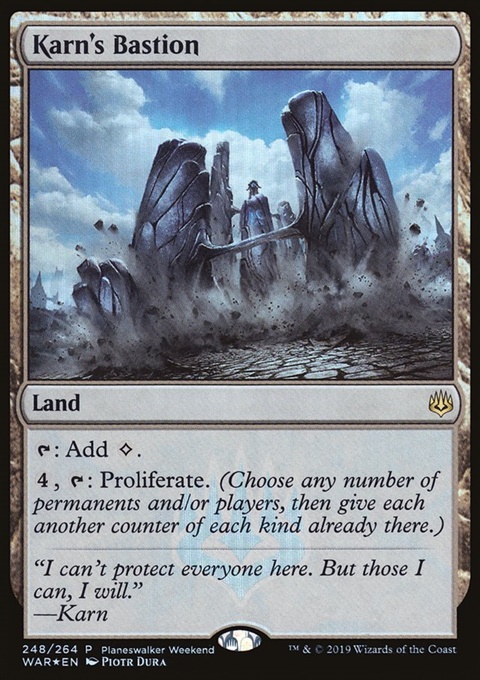 Karn's Bastion
Land
: Add .
4, : Proliferate. (Choose any number of
permanents and/or players, then give each
another counter of each kind already there.)
"I can't protect everyone here. But those I
can, I will."
—Karn
248/264 P Planeswalker Weekend
WAR★EN Piotr Dura
™ & © 2019 Wizards of the Coast